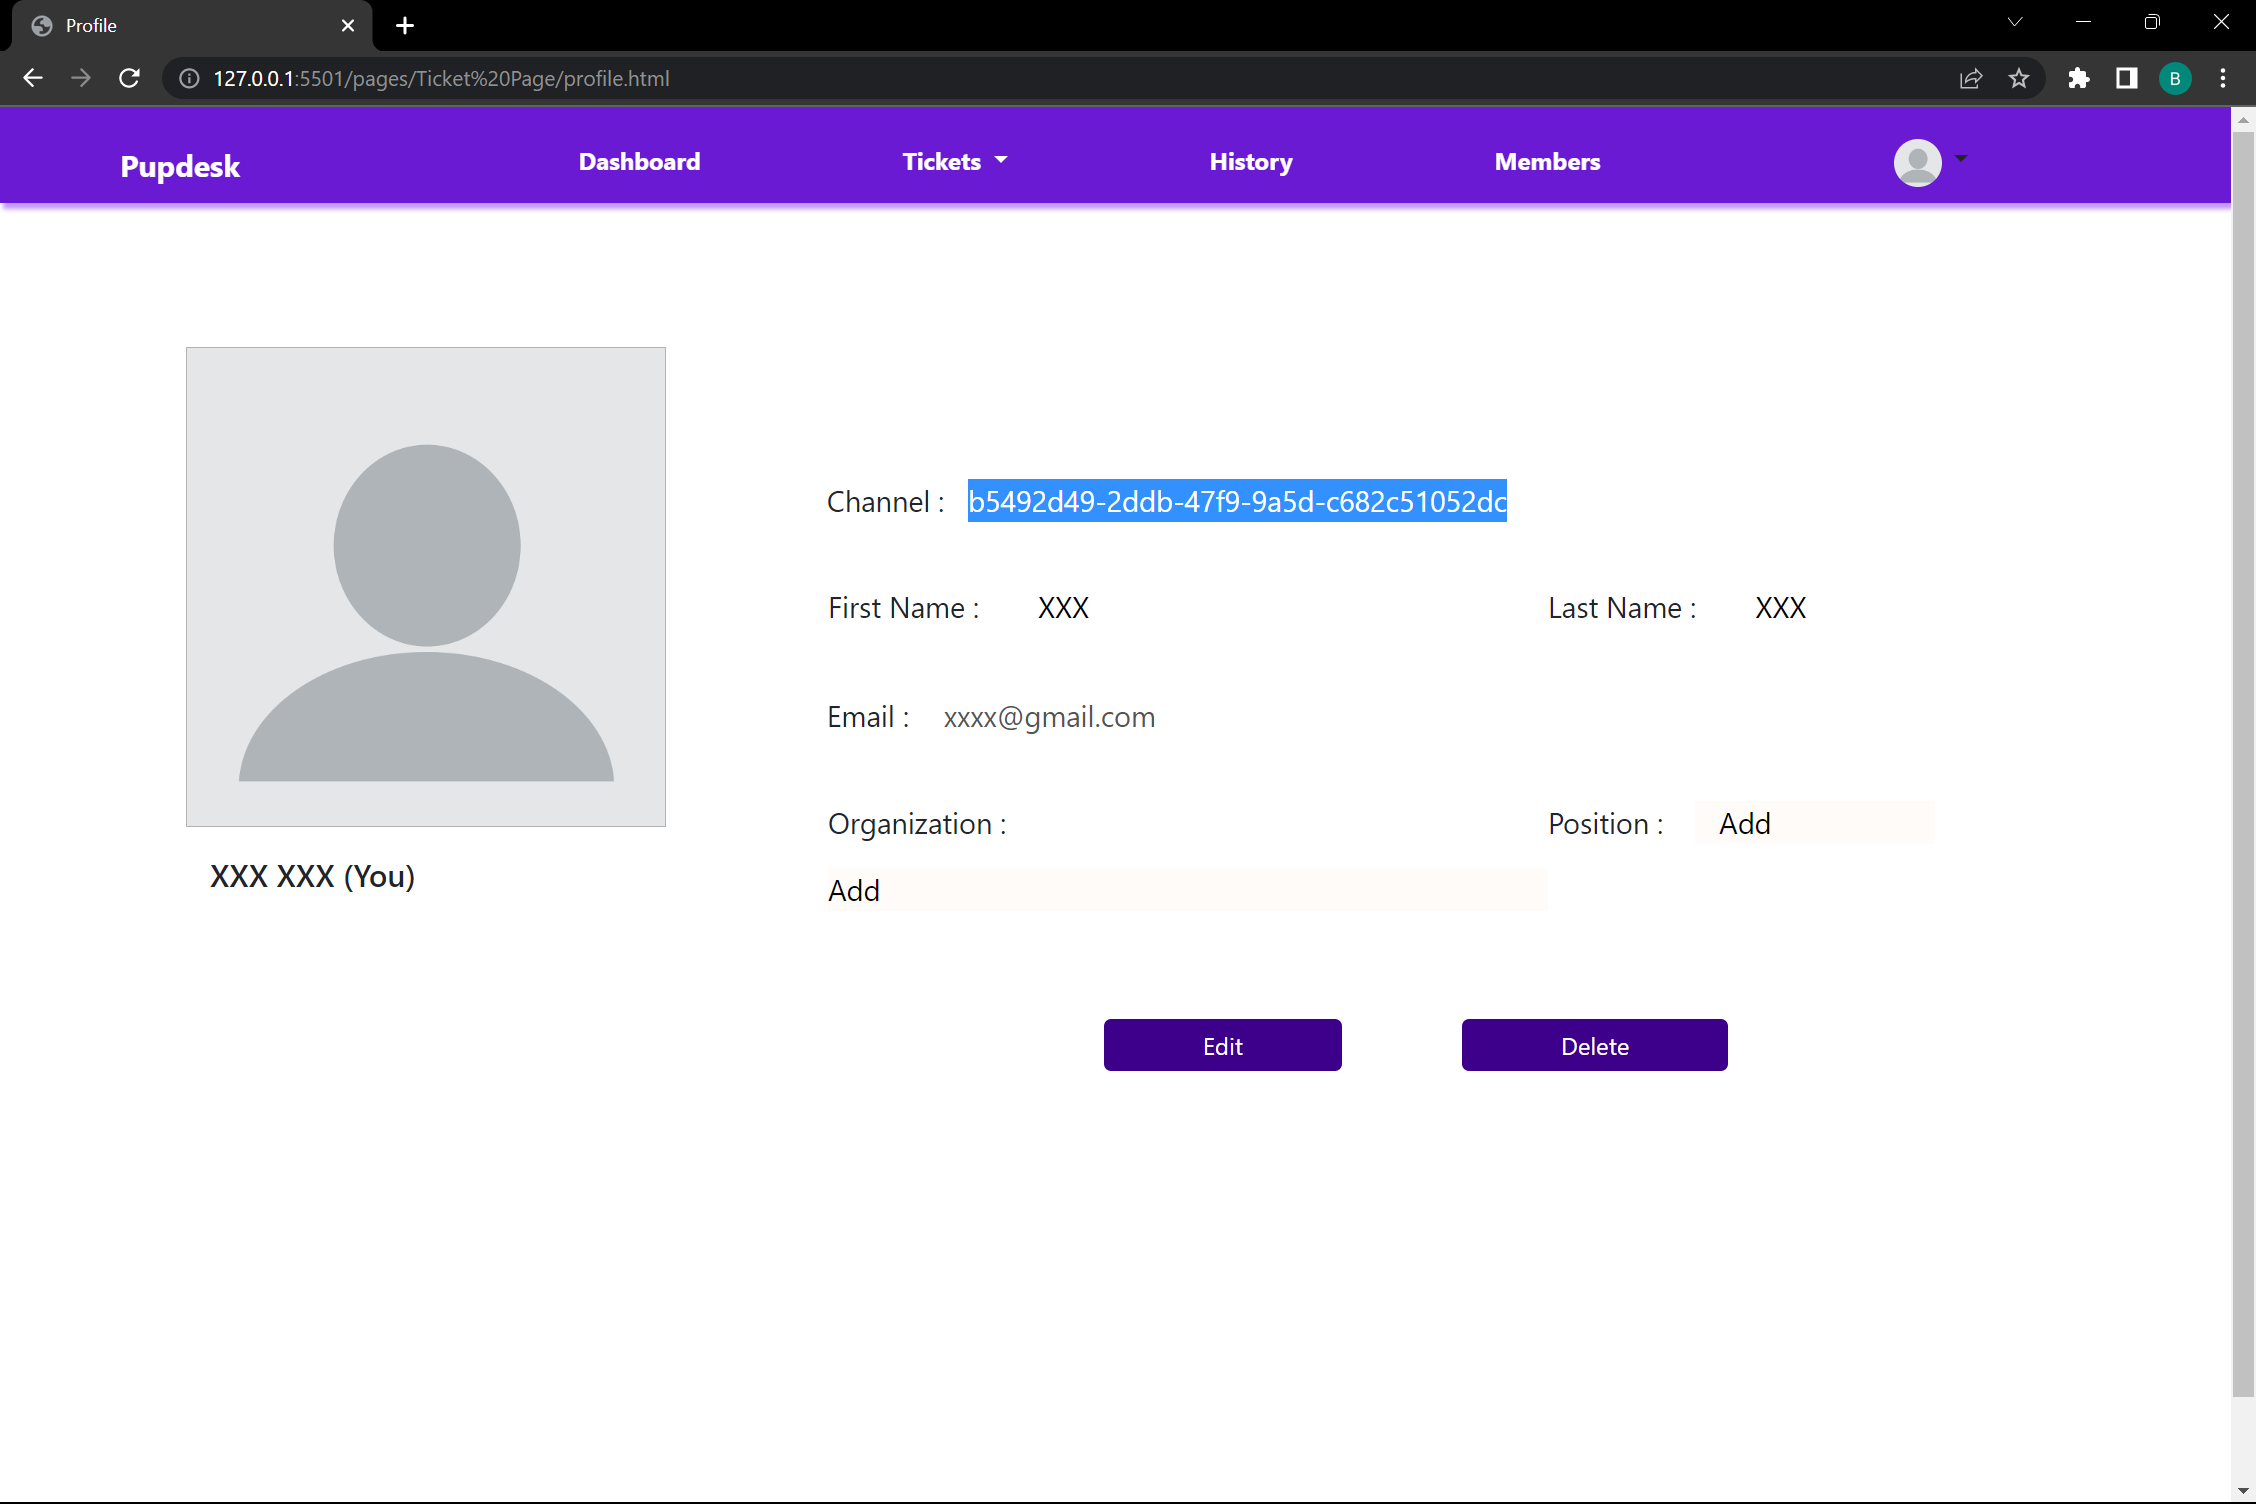 Profile
127.0.0.1:5501/pages/Ticket%20Page/profile.html
B
Pupdesk Dashboard Tickets History Members
Channel : b5492d49-2ddb-47f9-9a5d-c682c51052dc
First Name : XXX Last Name : XXX
Email : xxxx@gmail.com
Organization : Position : Add
Add
XXX XXX (You)
Edit Delete